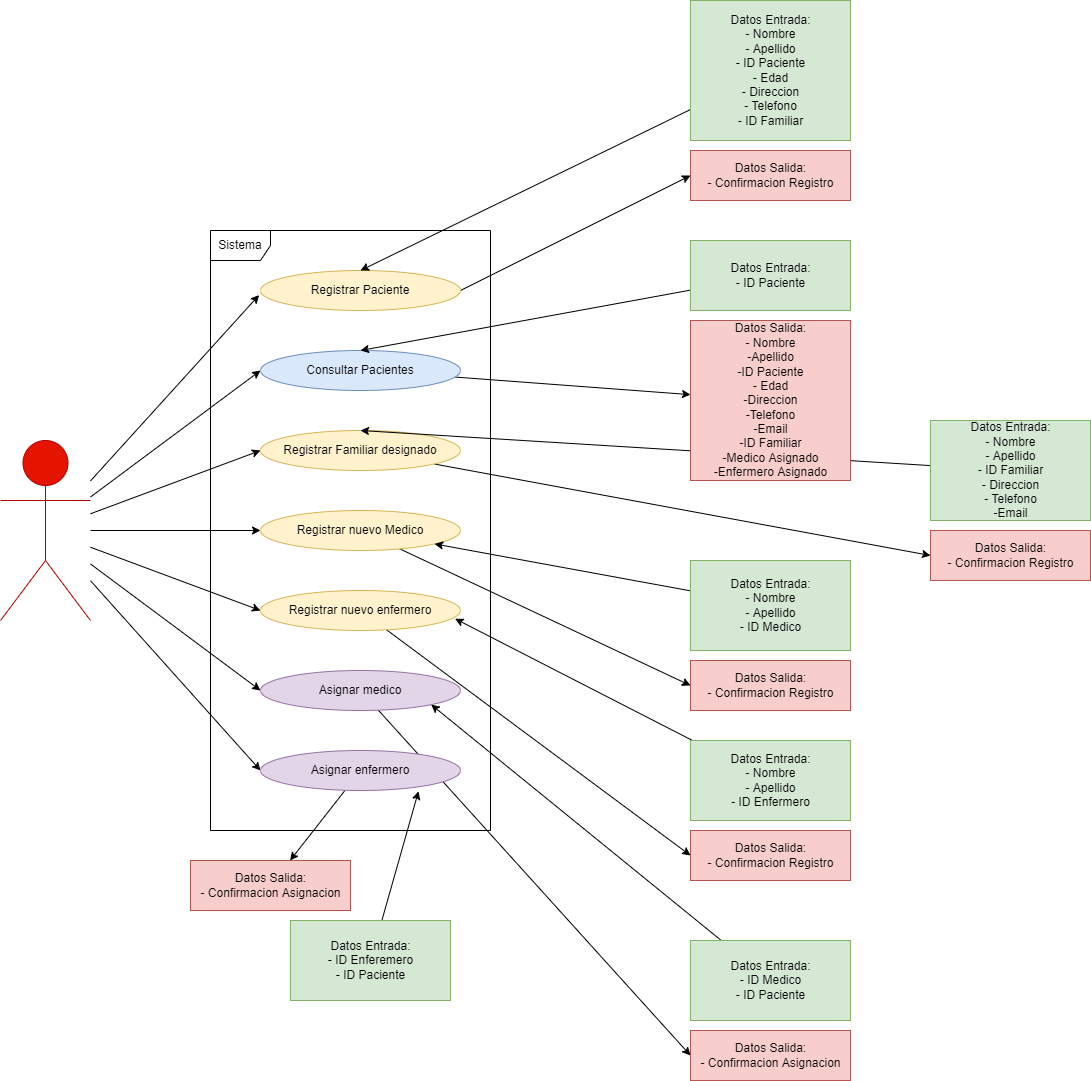 Datos Entrada:
- Nombre
- Apellido
- ID Paciente
- Edad
- Direccion
- Telefono
- ID Familiar
Datos Salida:
- Confirmacion Registro
Sistema
Registrar Paciente
Datos Entrada:
- ID Paciente
Consultar Pacientes
Datos Salida:
- Nombre
-Apellido
-ID Paciente
- Edad
-Direccion
-Telefono
-Email
-ID Familiar
-Medico Asignado
-Enfermero Asignado
Registrar Familiar designado
Datos Entrada:
- Nombre
- Apellido
- ID Familiar
- Direccion
- Telefono
-Email
Datos Salida:
- Confirmacion Registro
Registrar nuevo Medico
Datos Entrada:
- Nombre
- Apellido
- ID Medico
Datos Salida:
- Confirmacion Registro
Registrar nuevo enfermero
Datos Entrada:
- Nombre
- Apellido
- ID Enfermero
Datos Salida:
- Confirmacion Registro
Asignar medico
Asignar enfermero
Datos Salida:
- Confirmacion Asignacion
Datos Entrada:
- ID Enferemero
- ID Paciente
Datos Entrada:
- ID Medico
- ID Paciente
Datos Salida:
- Confirmacion Asignacion